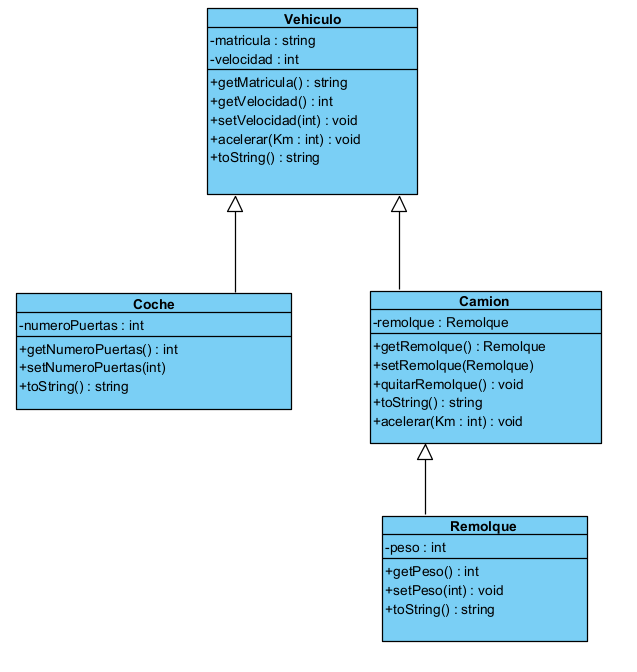 Vehiculo
-matricula : string
-velocidad : int
+getMatricula() : string
+getVelocidad() : int
+setVelocidad(int) : void
+acelerar(Km : int) : void
+toString() : string
Coche
-numeroPuertas : int
+getNumeroPuertas() : int
+setNumeroPuertas(int)
+toString() : string
Camion
-remolque : Remolque
+getRemolque() : Remolque
+setRemolque(Remolque)
+quitarRemolque() : void
+toString() : string
+acelerar(Km : int) : void
Remolque
-peso : int
+getPeso() : int
+setPeso(int) : void
+toString() : string